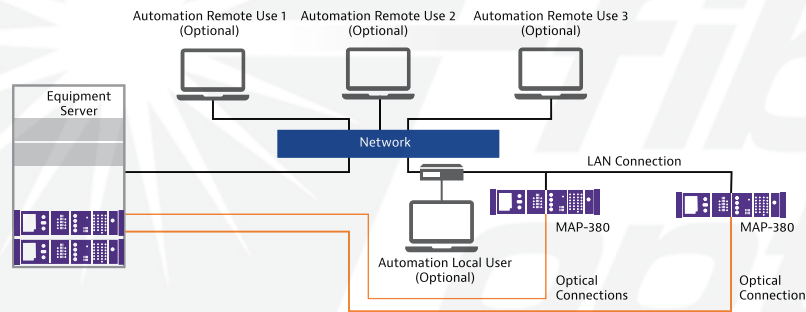 Automation Remote Use 1
(Optional)
Automation Remote Use 2
(Optional)
Automation Remote Use 3
(Optional)
Equipment
Server
Network
LAN Connection
MAP-380
MAP-380
Automation Local User
(Optional)
Optical
Connections
Optical
Connection